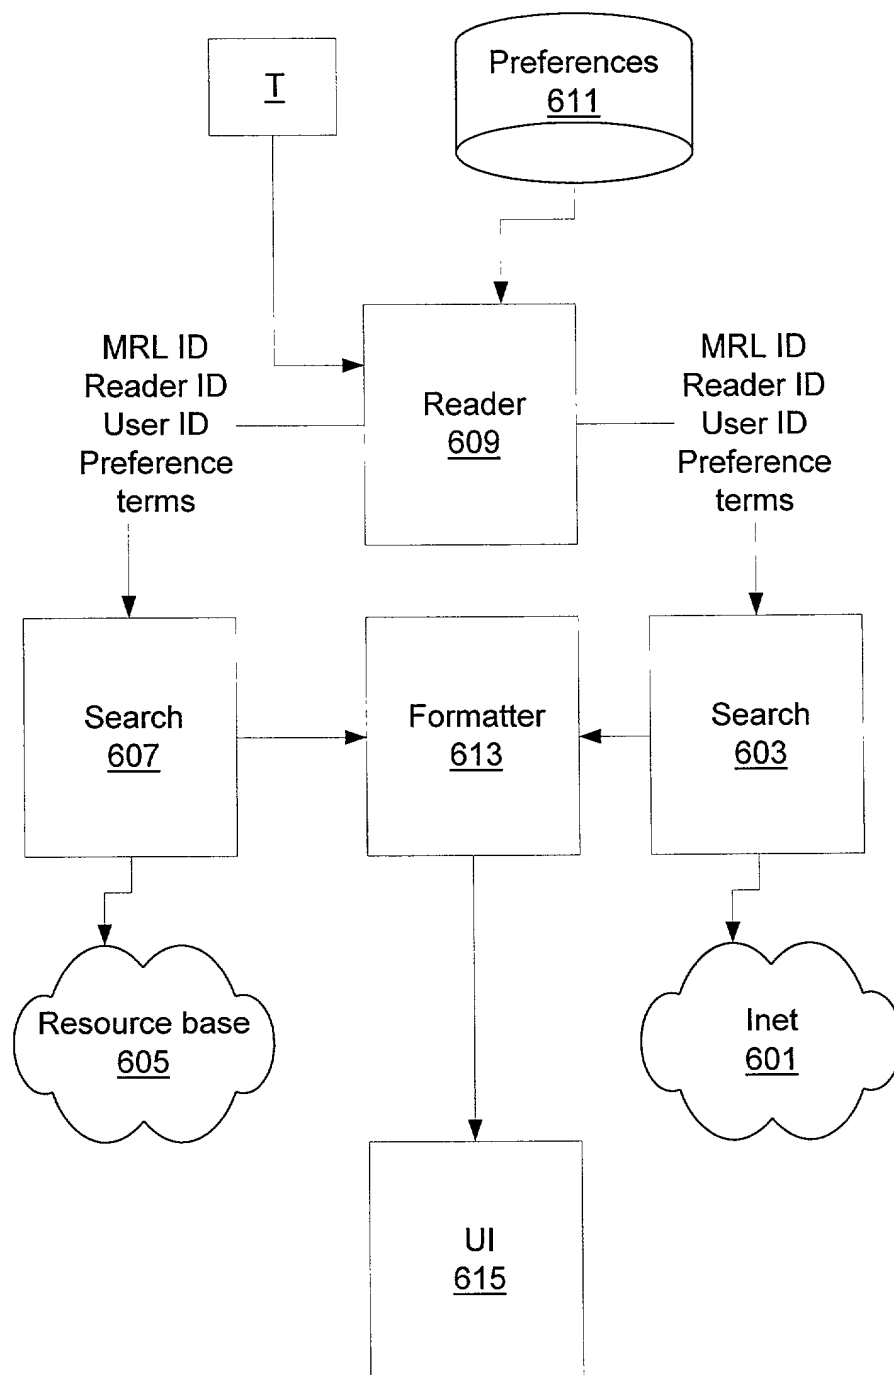 T
Preferences
611
MRL ID
Reader ID
User ID
Preference
terms
Reader
609
MRL ID
Reader ID
User ID
Preference
terms
Search
607
Formatter
613
Search
603
Resource base
605
Inet
601
UI
615